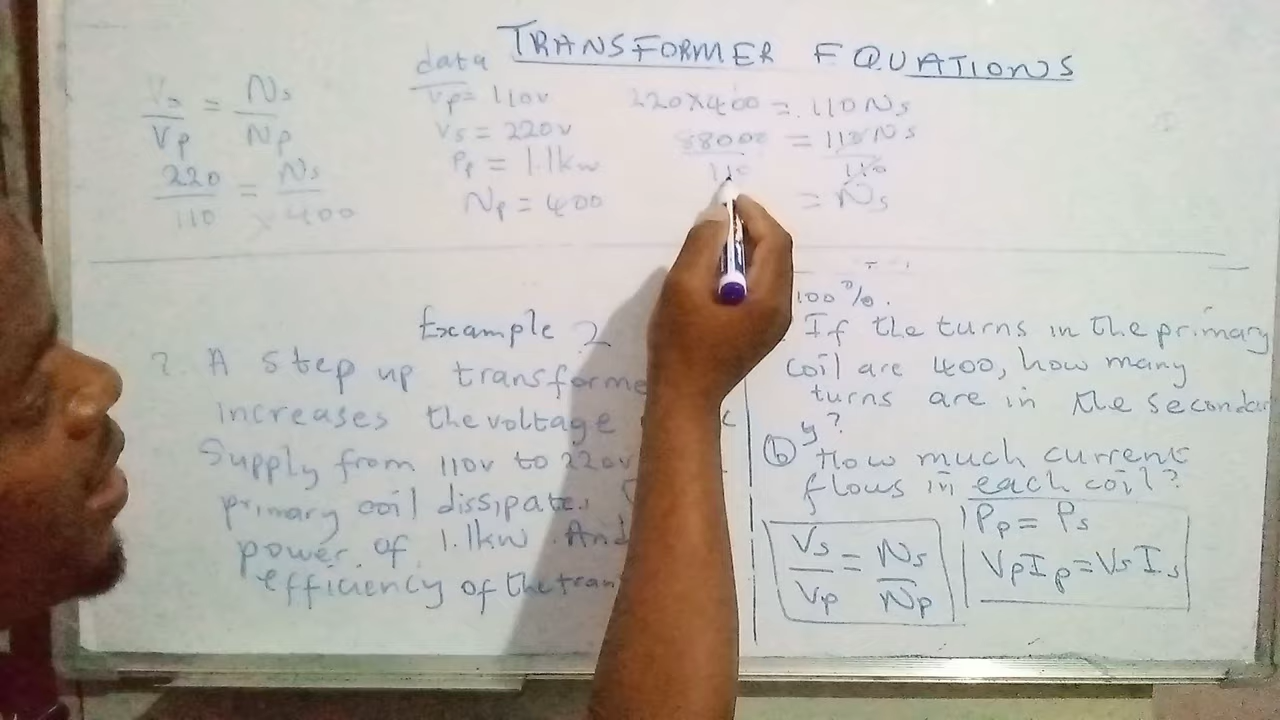 TRANSFORMER EQUATIONS
Vs/Vp = Ns/Np
220/110 = Ns/×400
data
Vp = 110v
Vs = 220v
Pp = 1.1kw
Np = 400
220×400 = 110Ns
88000/110 = 110Ns/110
= Ns
Example 2
2. A step up transforme
increases the voltage
Supply from 110v to 220v
primary coil dissipate
power of 1.1kw. And
efficiency of the tran
100%.
If the turns in the primary
coil are 400, how many
turns are in the secondar
y?
(b) How much current
flows in each coil?
Vs/Vp = Ns/Np
Pp = Ps
VpIp = VsIs